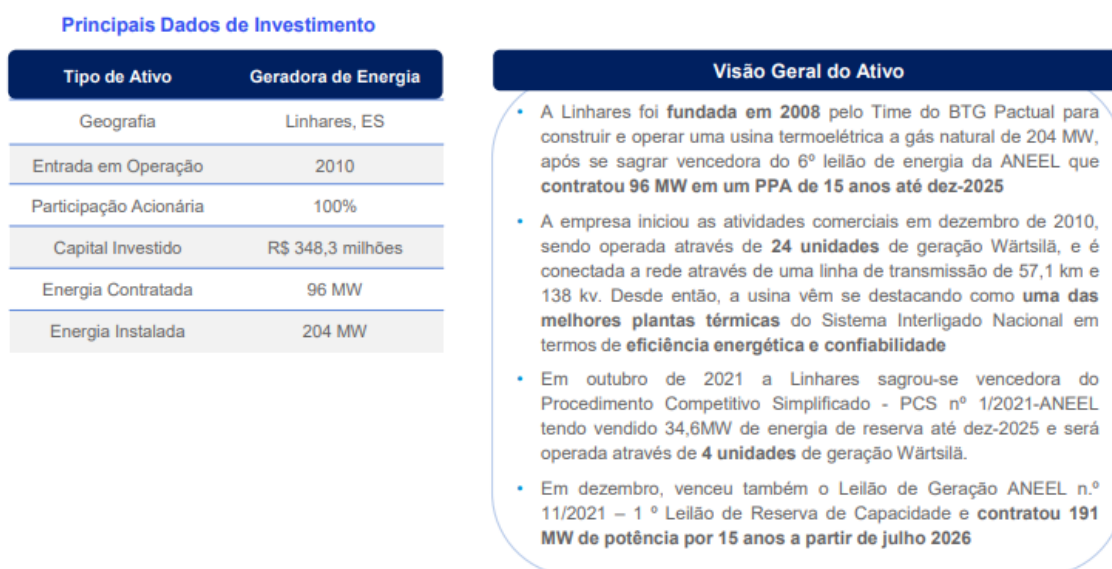 Principais Dados de Investimento
Tipo de Ativo Geradora de Energia
Geografia Linhares, ES
Entrada em Operação 2010
Participação Acionária 100%
Capital Investido R$ 348,3 milhões
Energia Contratada 96 MW
Energia Instalada 204 MW
Visão Geral do Ativo
• A Linhares foi fundada em 2008 pelo Time do BTG Pactual para
construir e operar uma usina termoelétrica a gás natural de 204 MW,
após se sagrar vencedora do 6º leilão de energia da ANEEL que
contratou 96 MW em um PPA de 15 anos até dez-2025
• A empresa iniciou as atividades comerciais em dezembro de 2010,
sendo operada através de 24 unidades de geração Wärtsilä, e é
conectada a rede através de uma linha de transmissão de 57,1 km e
138 kv. Desde então, a usina vêm se destacando como uma das
melhores plantas térmicas do Sistema Interligado Nacional em
termos de eficiência energética e confiabilidade
• Em outubro de 2021 a Linhares sagrou-se vencedora do
Procedimento Competitivo Simplificado - PCS nº 1/2021-ANEEL
tendo vendido 34,6MW de energia de reserva até dez-2025 e será
operada através de 4 unidades de geração Wärtsilä.
• Em dezembro, venceu também o Leilão de Geração ANEEL n.º
11/2021 – 1 º Leilão de Reserva de Capacidade e contratou 191
MW de potência por 15 anos a partir de julho 2026